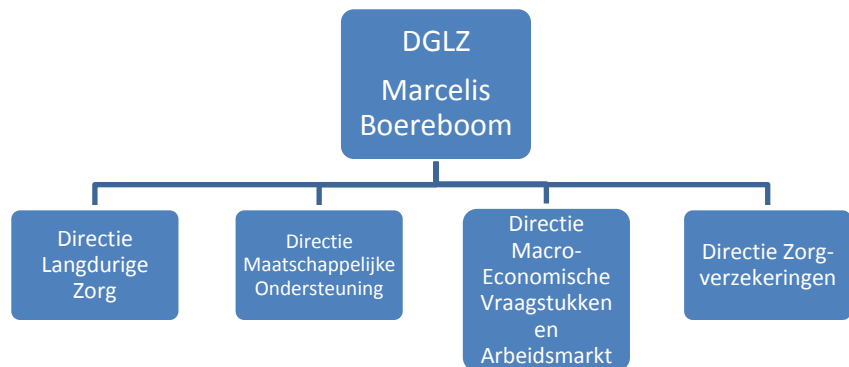 DGLZ
Marcelis
Boereboom
Directie
Langdurige
Zorg
Directie
Maatschappelijke
Ondersteuning
Directie
Macro-
Economische
Vraagstukken
en
Arbeidsmarkt
Directie Zorg-
verzekeringen